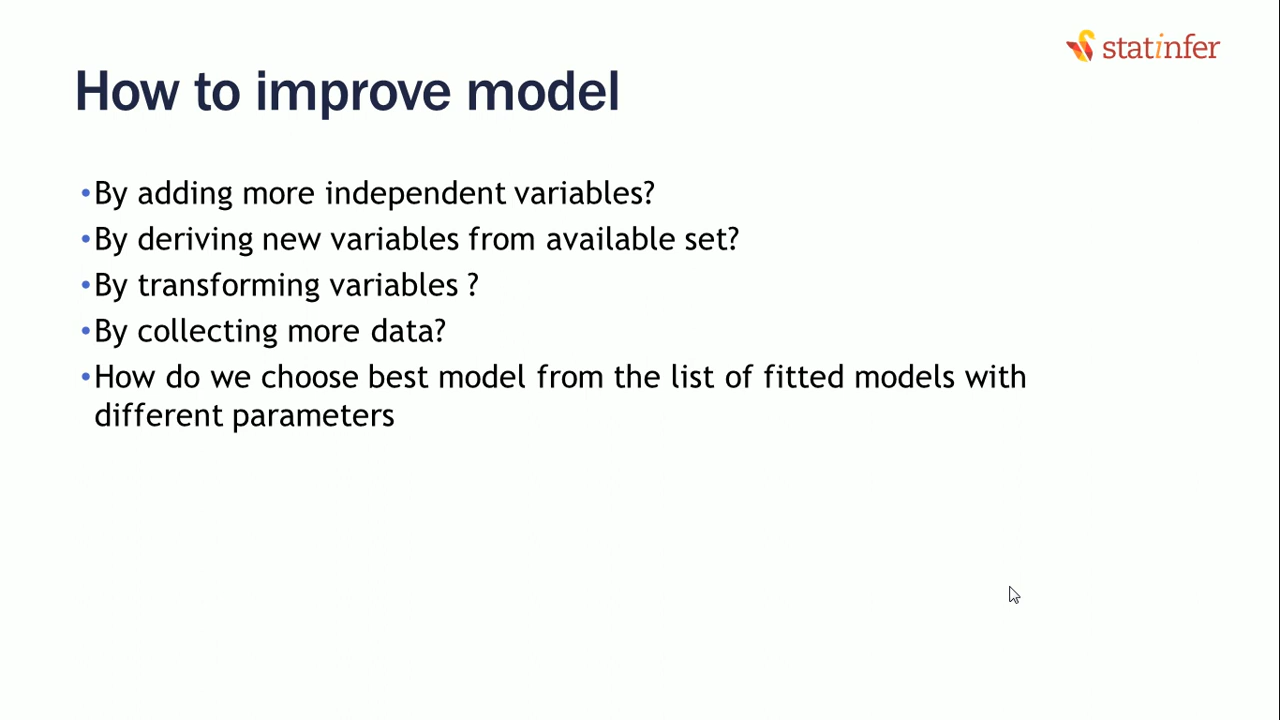 statinfer
How to improve model
•By adding more independent variables?
•By deriving new variables from available set?
•By transforming variables ?
•By collecting more data?
•How do we choose best model from the list of fitted models with
different parameters